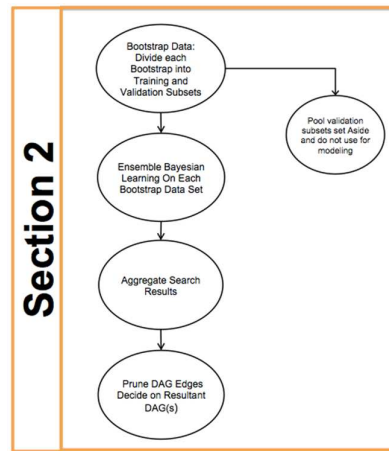 Section 2
Bootstrap Data:
Divide each
Bootstrap into
Training and
Validation Subsets
Pool validation
subsets set Aside
and do not use for
modeling
Ensemble Bayesian
Learning On Each
Bootstrap Data Set
Aggregate Search
Results
Prune DAG Edges
Decide on Resultant
DAG(s)